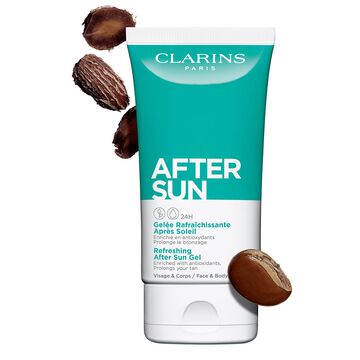 CLARINS
PARIS
AFTER
SUN
24H
Gelée Rafraîchissante
Après Soleil
Enrichie en antioxydants
Prolonge le bronzage
Refreshing
After Sun Gel
Enriched with antioxidants,
Prolongs your tan
Visage & Corps / Face & Body